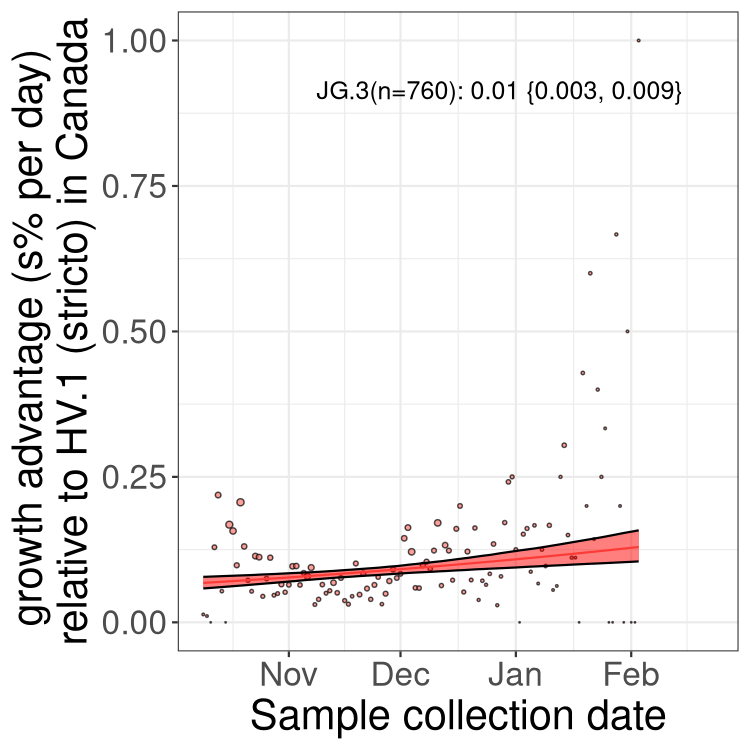 growth advantage (s% per day)
relative to HV.1 (stricto) in Canada
1.00
0.75
0.50
0.25
0.00
JG.3(n=760): 0.01 {0.003, 0.009}
Nov Dec Jan Feb
Sample collection date